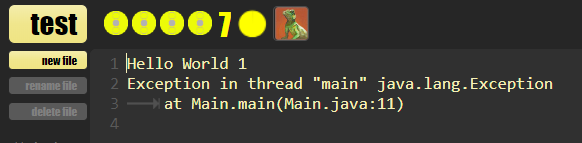 test
7
new file
rename file
delete file
1 Hello World 1
2 Exception in thread "main" java.lang.Exception
3 at Main.main(Main.java:11)
4